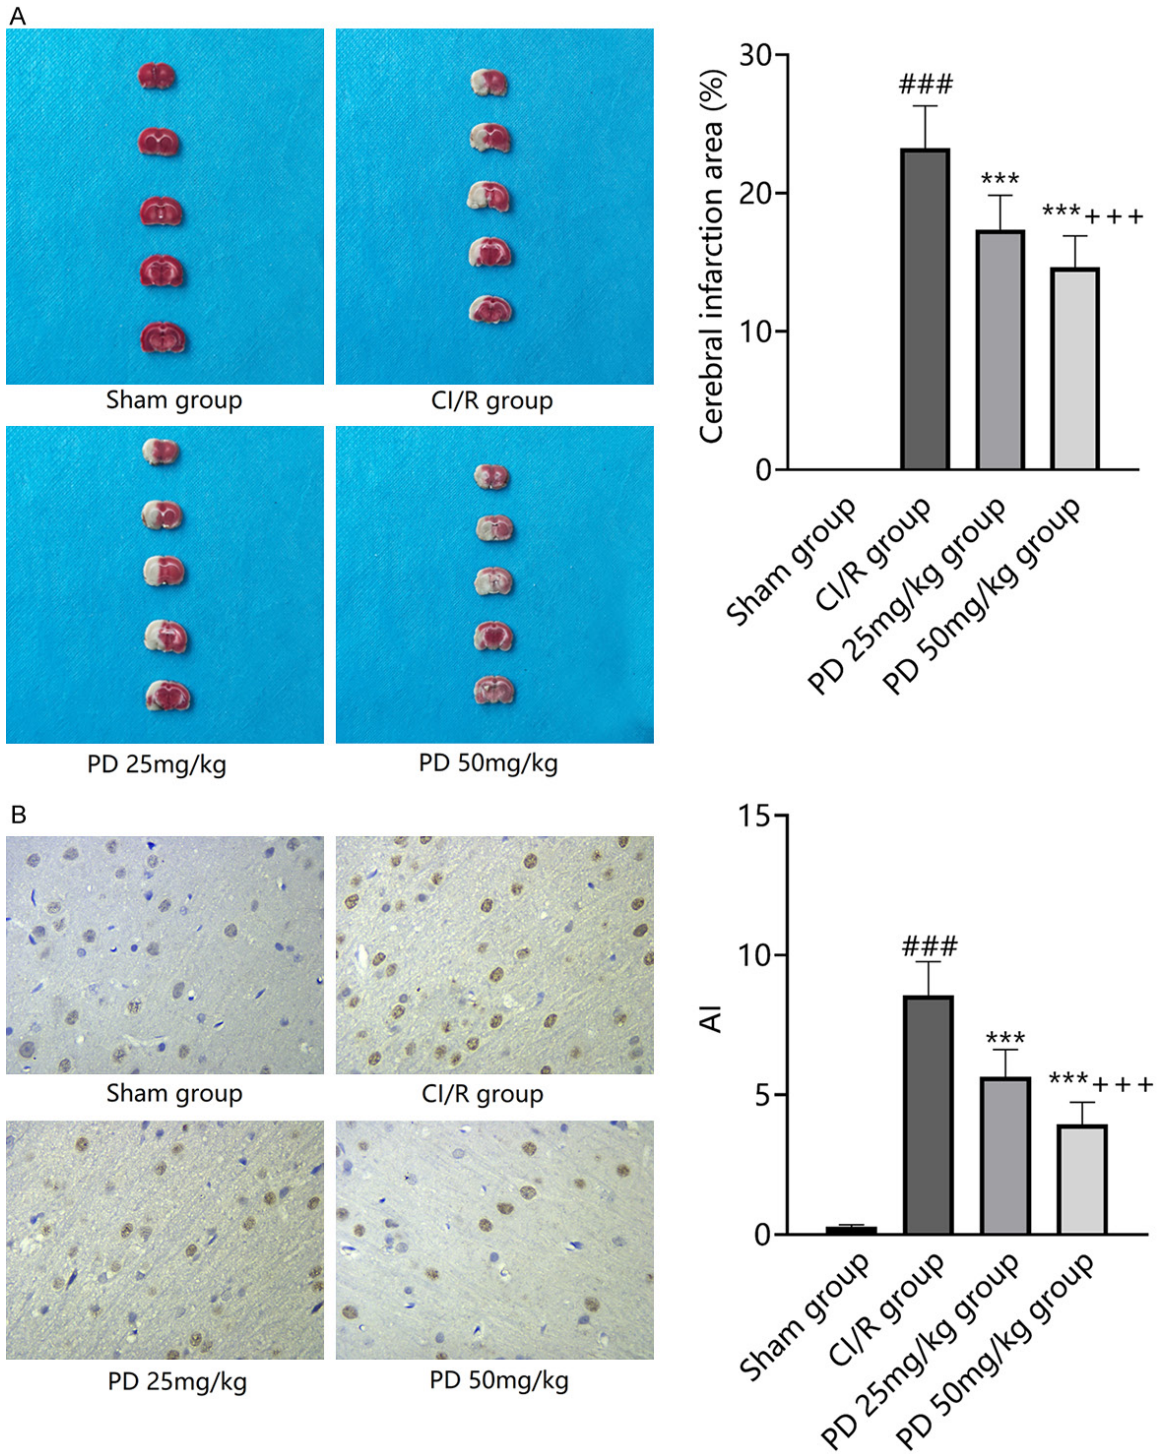 A
Sham group
CI/R group
PD 25mg/kg
PD 50mg/kg
Cerebral infarction area (%)
30
20
10
0
###
***
***+++
Sham group
CI/R group
PD 25mg/kg group
PD 50mg/kg group
B
Sham group
CI/R group
PD 25mg/kg
PD 50mg/kg
AI
15
10
5
0
###
***
***+++
Sham group
CI/R group
PD 25mg/kg group
PD 50mg/kg group